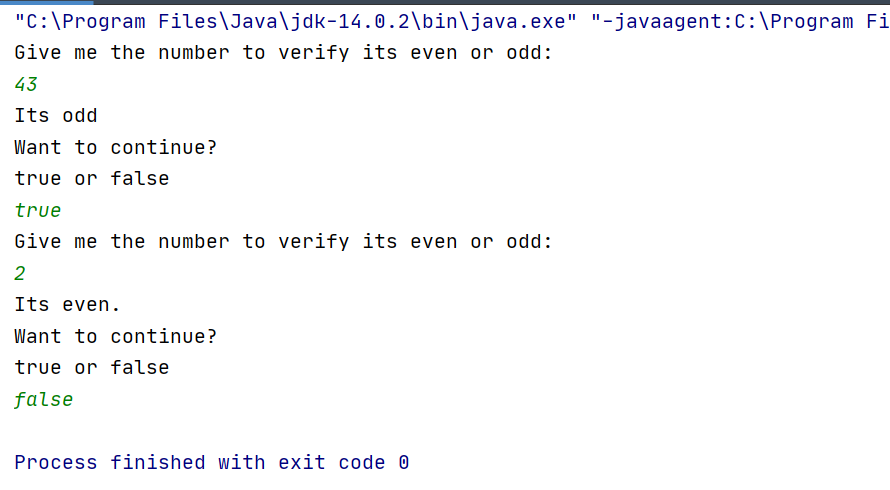 "C:\Program Files\Java\jdk-14.0.2\bin\java.exe" "-javaagent:C:\Program Fi
Give me the number to verify its even or odd:
43
Its odd
Want to continue?
true or false
true
Give me the number to verify its even or odd:
2
Its even.
Want to continue?
true or false
false
Process finished with exit code 0